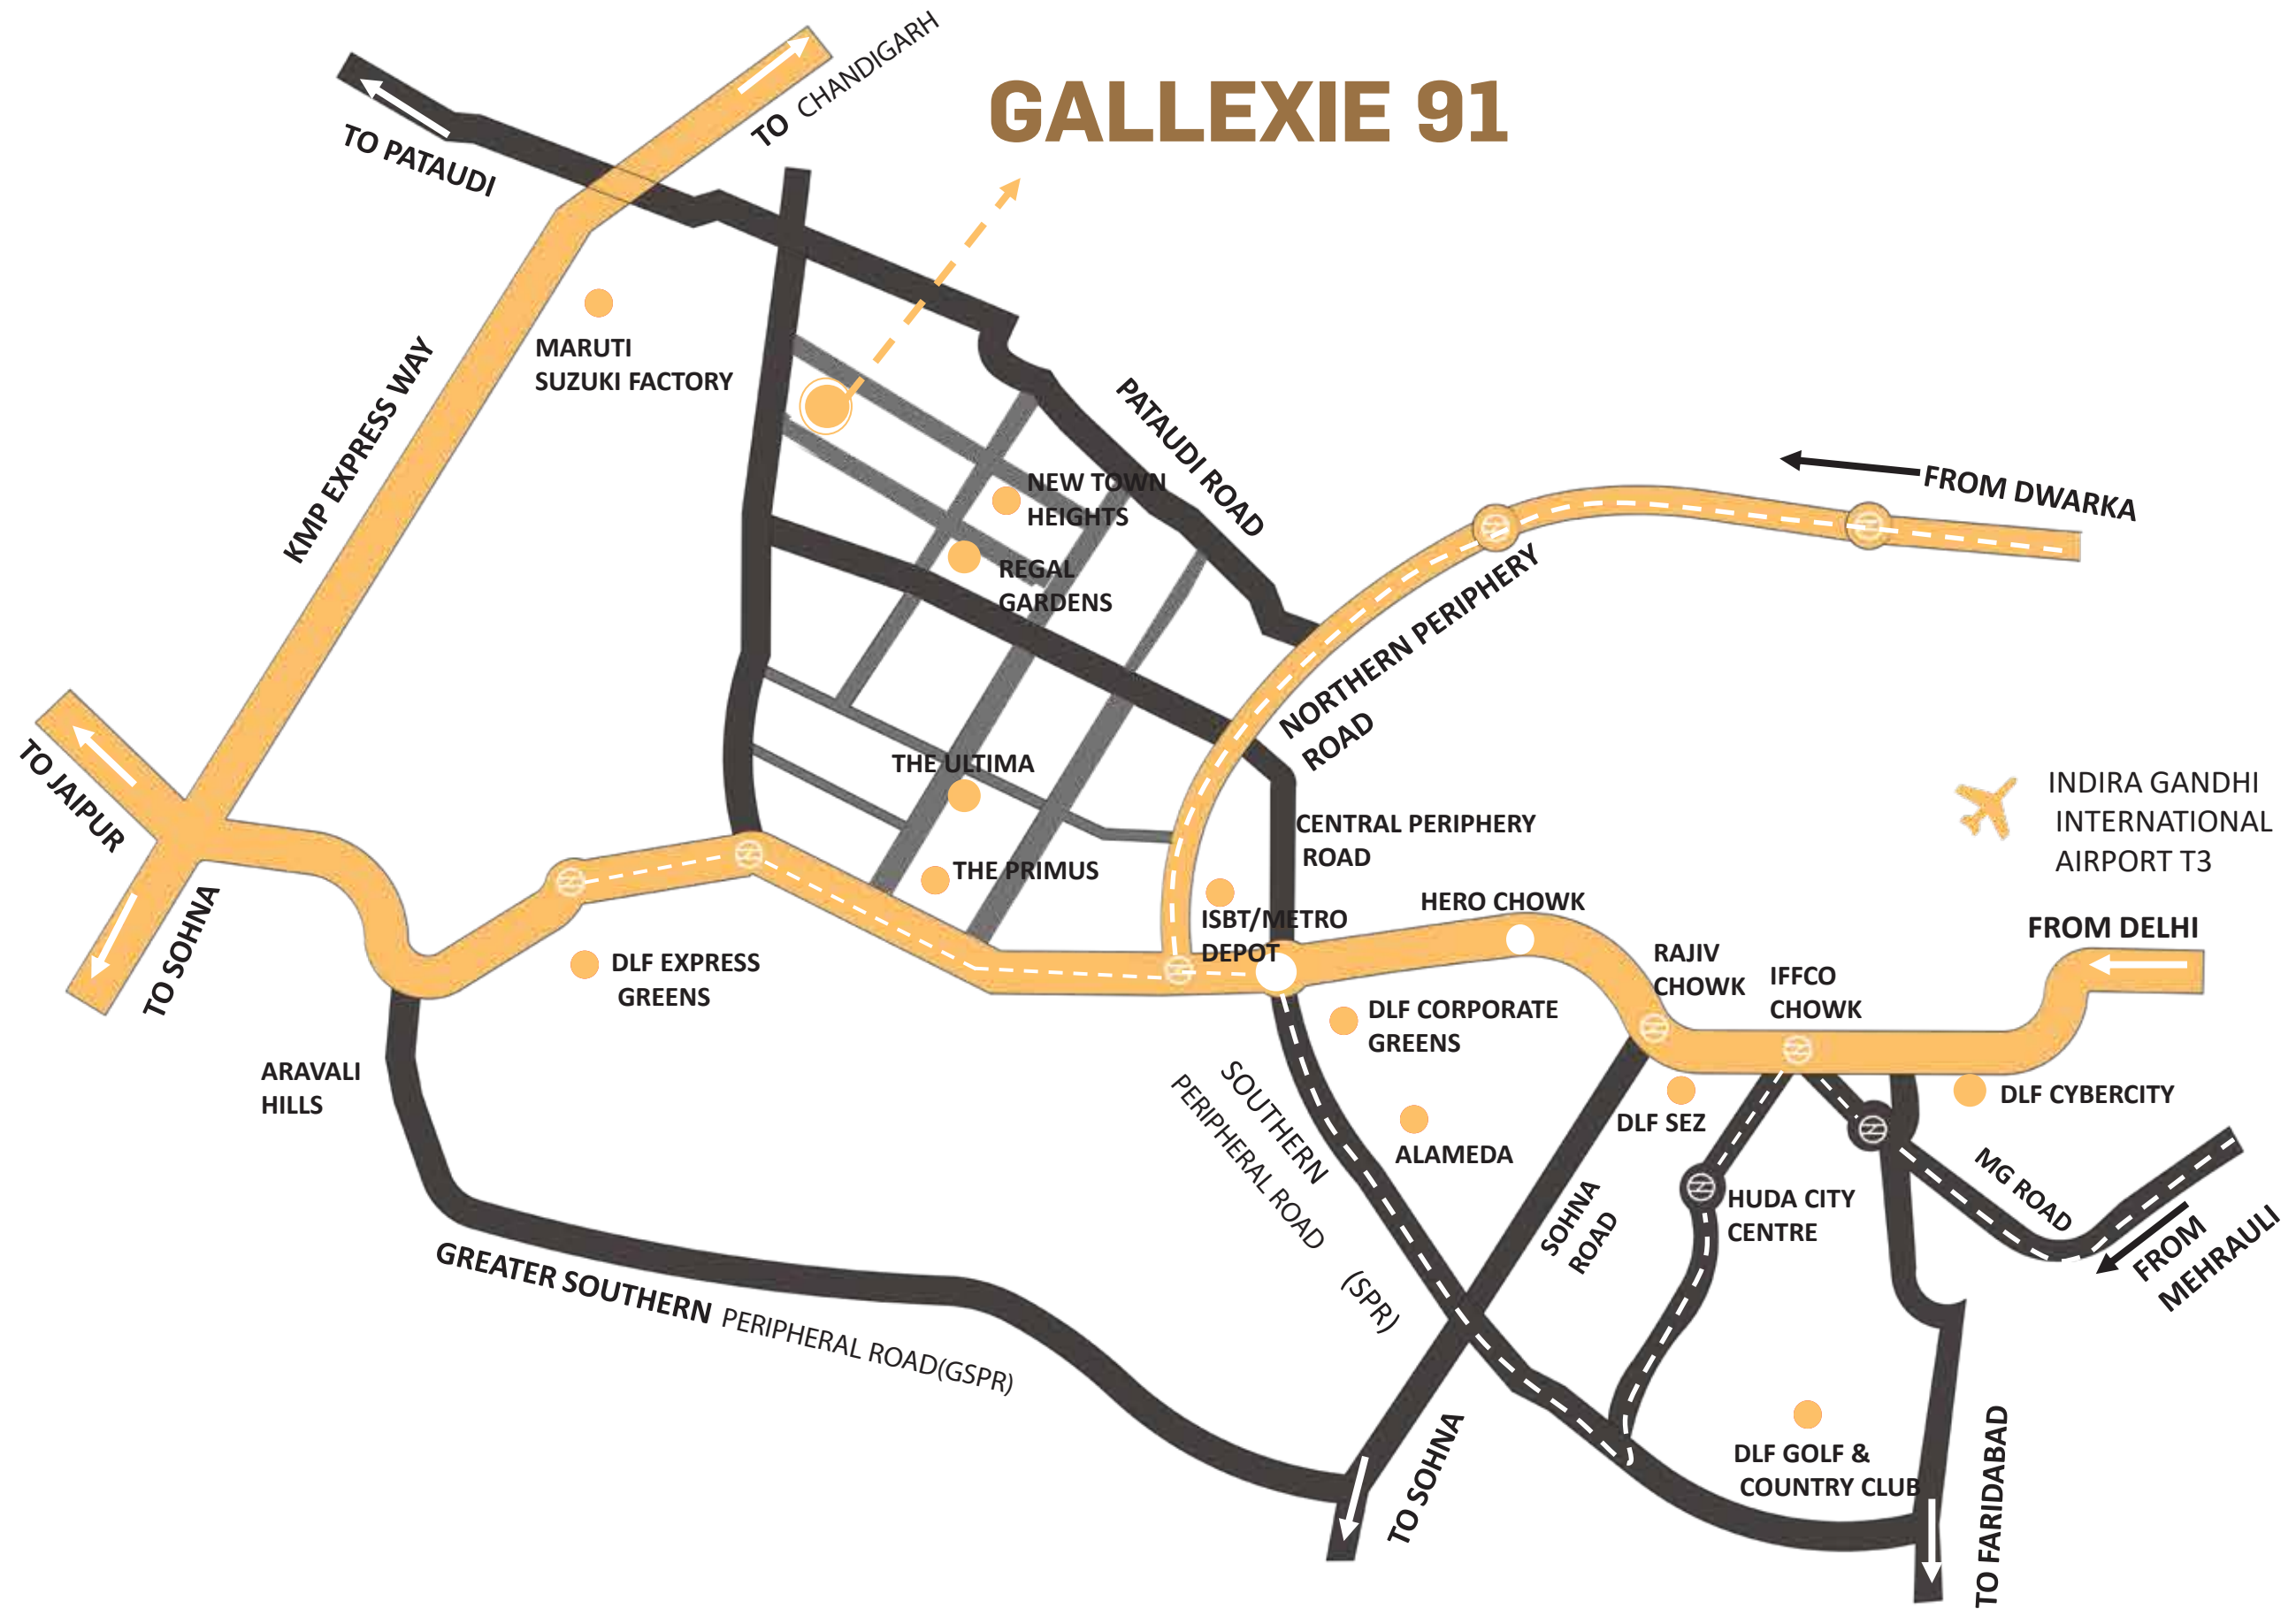 GALLEXIE 91
TO CHANDIGARH
TO PATAUDI
MARUTI
SUZUKI FACTORY
KMP EXPRESS WAY
PATAUDI ROAD
NEW TOWN
HEIGHTS
REGAL
GARDENS
FROM DWARKA
NORTHERN PERIPHERY
ROAD
TO JAIPUR
TO SOHNA
THE ULTIMA
THE PRIMUS
CENTRAL PERIPHERY
ROAD
INDIRA GANDHI
INTERNATIONAL
AIRPORT T3
ISBT/METRO
DEPOT
HERO CHOWK
RAJIV
CHOWK
IFFCO
CHOWK
FROM DELHI
DLF EXPRESS
GREENS
DLF CORPORATE
GREENS
ARAVALI
HILLS
SOUTHERN
PERIPHERAL ROAD
(SPR)
ALAMEDA
DLF SEZ
DLF CYBERCITY
SOHNA
ROAD
HUDA CITY
CENTRE
MG ROAD
FROM
MEHRAULI
GREATER SOUTHERN PERIPHERAL ROAD(GSPR)
TO SOHNA
DLF GOLF &
COUNTRY CLUB
TO FARIDABAD